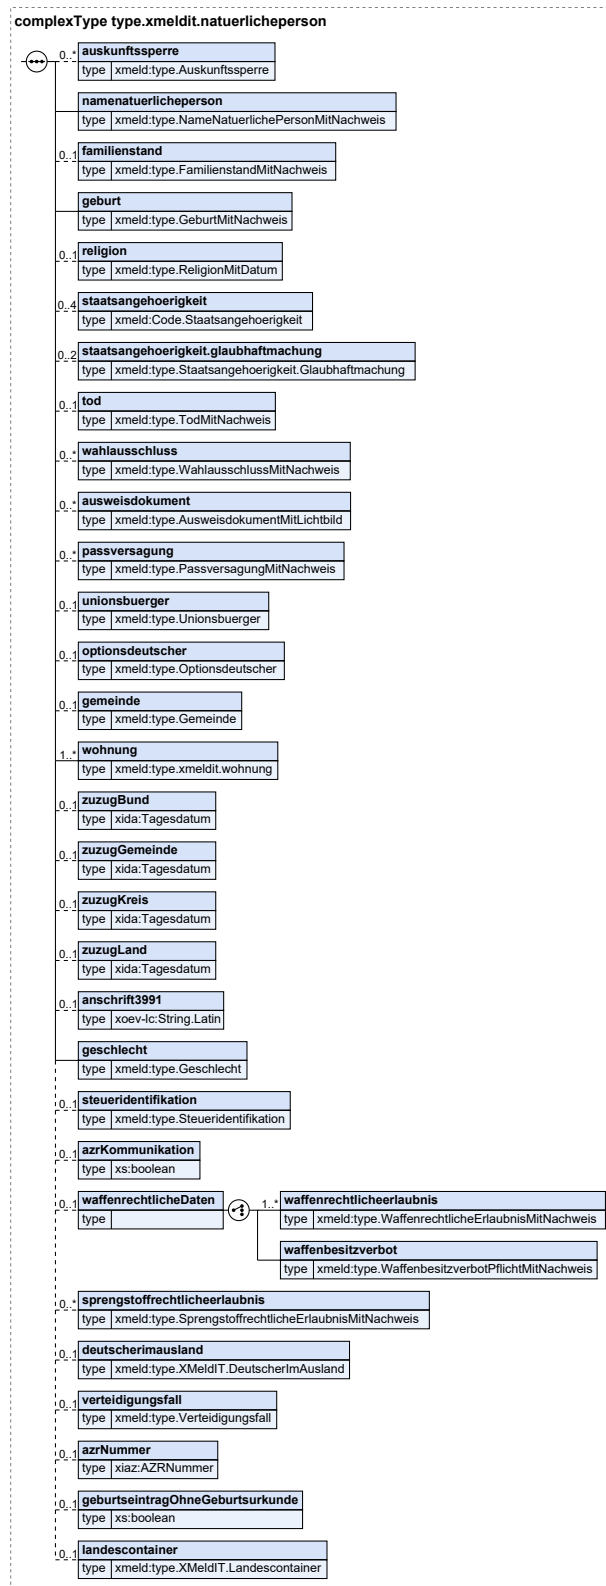 complexType type.xmeldit.natuerlicheperson
0..* auskunftssperre
type xmeld:type.Auskunftssperre
namenatuerlicheperson
type xmeld:type.NameNatuerlichePersonMitNachweis
0..1 familienstand
type xmeld:type.FamilienstandMitNachweis
geburt
type xmeld:type.GeburtMitNachweis
0..1 religion
type xmeld:type.ReligionMitDatum
0..4 staatsangehoerigkeit
type xmeld:Code.Staatsangehoerigkeit
0..2 staatsangehoerigkeit.glaubhaftmachung
type xmeld:type.Staatsangehoerigkeit.Glaubhaftmachung
0..1 tod
type xmeld:type.TodMitNachweis
0..* wahlausschluss
type xmeld:type.WahlausschlussMitNachweis
0..* ausweisdokument
type xmeld:type.AusweisdokumentMitLichtbild
0..* passversagung
type xmeld:type.PassversagungMitNachweis
0..1 unionsbuerger
type xmeld:type.Unionsbuerger
0..1 optionsdeutscher
type xmeld:type.Optionsdeutscher
0..1 gemeinde
type xmeld:type.Gemeinde
1..* wohnung
type xmeld:type.xmeldit.wohnung
0..1 zuzugBund
type xida:Tagesdatum
0..1 zuzugGemeinde
type xida:Tagesdatum
0..1 zuzugKreis
type xida:Tagesdatum
0..1 zuzugLand
type xida:Tagesdatum
0..1 anschrift3991
type xoev-lc:String.Latin
geschlecht
type xmeld:type.Geschlecht
0..1 steueridentifikation
type xmeld:type.Steueridentifikation
0..1 azrKommunikation
type xs:boolean
0..1 waffenrechtlicheDaten 1..* waffenrechtlicheerlaubnis
type type xmeld:type.WaffenrechtlicheErlaubnisMitNachweis
waffenbesitzverbot
type xmeld:type.WaffenbesitzverbotPflichtMitNachweis
0..* sprengstoffrechtlicheerlaubnis
type xmeld:type.SprengstoffrechtlicheErlaubnisMitNachweis
0..1 deutscherimausland
type xmeld:type.XMeldIT.DeutscherImAusland
0..1 verteidigungsfall
type xmeld:type.Verteidigungsfall
0..1 azrNummer
type xiaz:AZRNummer
0..1 geburtseintragOhneGeburtsurkunde
type xs:boolean
0..1 landescontainer
type xmeld:type.XMeldIT.Landescontainer